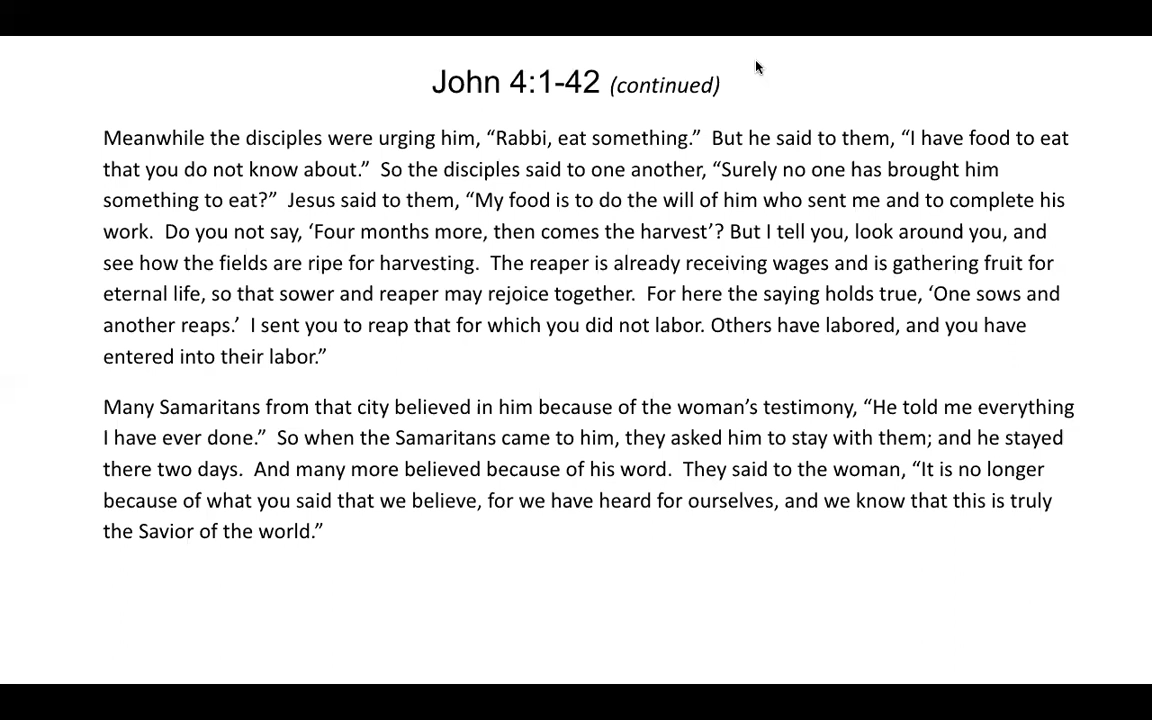 John 4:1-42 (continued)
Meanwhile the disciples were urging him, “Rabbi, eat something.”  But he said to them, “I have food to eat
that you do not know about.”  So the disciples said to one another, “Surely no one has brought him
something to eat?”  Jesus said to them, “My food is to do the will of him who sent me and to complete his
work.  Do you not say, ‘Four months more, then comes the harvest’? But I tell you, look around you, and
see how the fields are ripe for harvesting.  The reaper is already receiving wages and is gathering fruit for
eternal life, so that sower and reaper may rejoice together.  For here the saying holds true, ‘One sows and
another reaps.’  I sent you to reap that for which you did not labor. Others have labored, and you have
entered into their labor.”
Many Samaritans from that city believed in him because of the woman’s testimony, “He told me everything
I have ever done.”  So when the Samaritans came to him, they asked him to stay with them; and he stayed
there two days.  And many more believed because of his word.  They said to the woman, “It is no longer
because of what you said that we believe, for we have heard for ourselves, and we know that this is truly
the Savior of the world.”